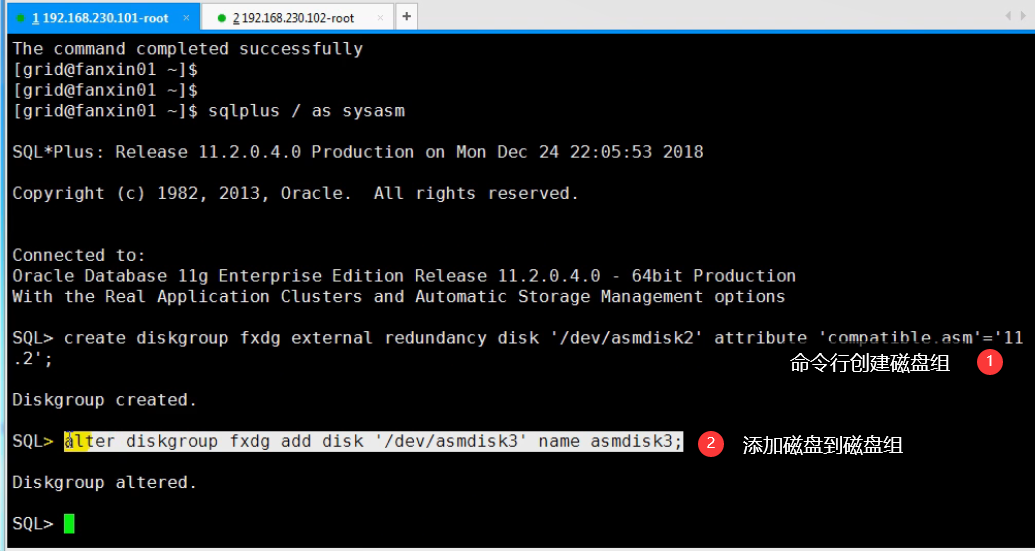 1 192.168.230.101-root × 2 192.168.230.102-root × +
The command completed successfully
[grid@fanxin01 ~]$
[grid@fanxin01 ~]$
[grid@fanxin01 ~]$ sqlplus / as sysasm
SQL*Plus: Release 11.2.0.4.0 Production on Mon Dec 24 22:05:53 2018
Copyright (c) 1982, 2013, Oracle.  All rights reserved.
Connected to:
Oracle Database 11g Enterprise Edition Release 11.2.0.4.0 - 64bit Production
With the Real Application Clusters and Automatic Storage Management options
SQL> create diskgroup fxdg external redundancy disk '/dev/asmdisk2' attribute 'compatible.asm'='11
.2';
命令行创建磁盘组 1
Diskgroup created.
SQL> alter diskgroup fxdg add disk '/dev/asmdisk3' name asmdisk3; 2 添加磁盘到磁盘组
Diskgroup altered.
SQL>